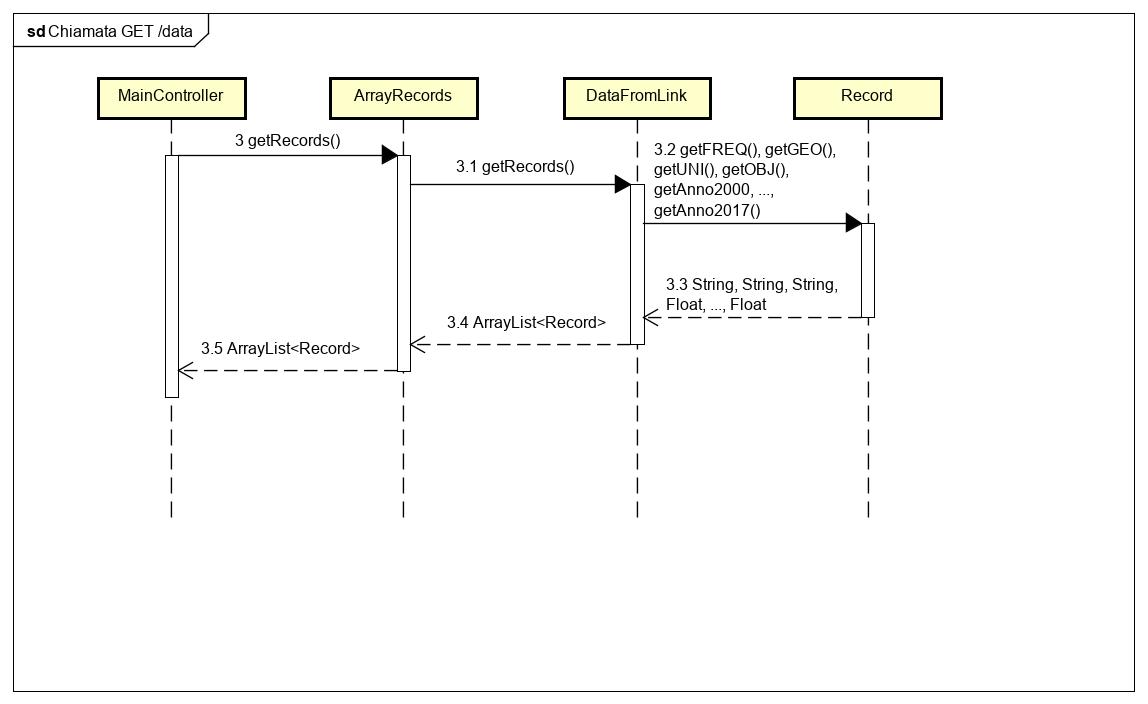 sd Chiamata GET /data
MainController
ArrayRecords
DataFromLink
Record
3 getRecords()
3.1 getRecords()
3.2 getFREQ(), getGEO(),
getUNI(), getOBJ(),
getAnno2000, ...,
getAnno2017()
3.3 String, String, String,
Float, ..., Float
3.4 ArrayList<Record>
3.5 ArrayList<Record>